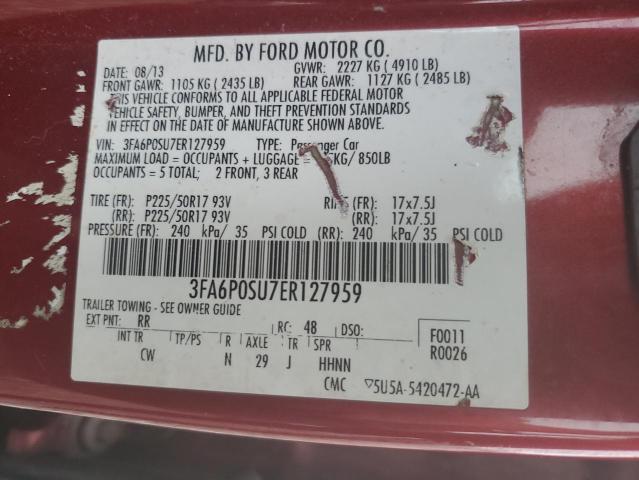 MFD. BY FORD MOTOR CO.
DATE: 08/13 GVWR: 2227 KG ( 4910 LB)
FRONT GAWR: 1105 KG ( 2435 LB) REAR GAWR: 1127 KG ( 2485 LB)
THIS VEHICLE CONFORMS TO ALL APPLICABLE FEDERAL MOTOR
VEHICLE SAFETY, BUMPER, AND THEFT PREVENTION STANDARDS
IN EFFECT ON THE DATE OF MANUFACTURE SHOWN ABOVE.
VIN: 3FA6P0SU7ER127959 TYPE: Passenger Car
MAXIMUM LOAD = OCCUPANTS + LUGGAGE = KG/ 850LB
OCCUPANTS = 5 TOTAL; 2 FRONT, 3 REAR
TIRE (FR): P225/50R17 93V RIMS (FR): 17x7.5J
(RR): P225/50R17 93V (RR): 17x7.5J
PRESSURE (FR): 240 kPa/ 35 PSI COLD (RR): 240 kPa/ 35 PSI COLD
3FA6P0SU7ER127959
TRAILER TOWING - SEE OWNER GUIDE
EXT PNT: RR RC: 48 DSO:
F0011
INT TR TP/PS R AXLE TR SPR
R0026
CW N 29 J HHNN
CMC 5U5A-5420472-AA